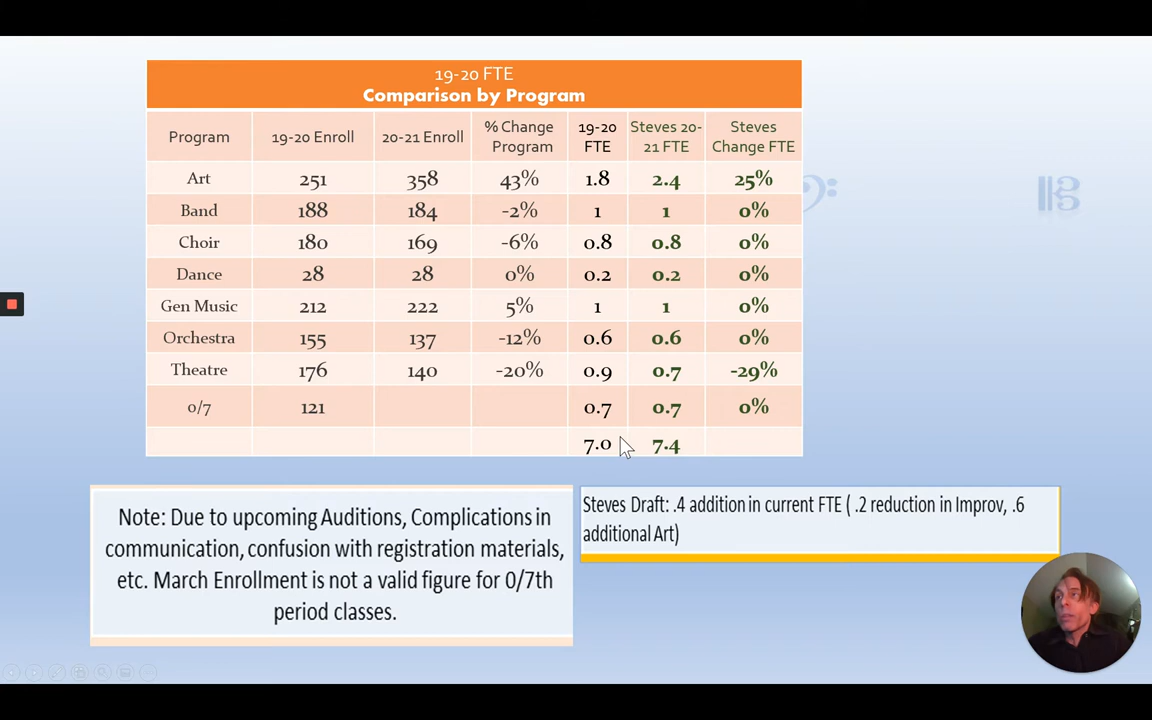 19-20 FTE
Comparison by Program
Program 19-20 Enroll 20-21 Enroll % Change Program 19-20 FTE Steves 20-21 FTE Steves Change FTE
Art 251 358 43% 1.8 2.4 25%
Band 188 184 -2% 1 1 0%
Choir 180 169 -6% 0.8 0.8 0%
Dance 28 28 0% 0.2 0.2 0%
Gen Music 212 222 5% 1 1 0%
Orchestra 155 137 -12% 0.6 0.6 0%
Theatre 176 140 -20% 0.9 0.7 -29%
0/7 121 0.7 0.7 0%
7.0 7.4
Note: Due to upcoming Auditions, Complications in
communication, confusion with registration materials,
etc. March Enrollment is not a valid figure for 0/7th
period classes.
Steves Draft: .4 addition in current FTE ( .2 reduction in Improv, .6
additional Art)